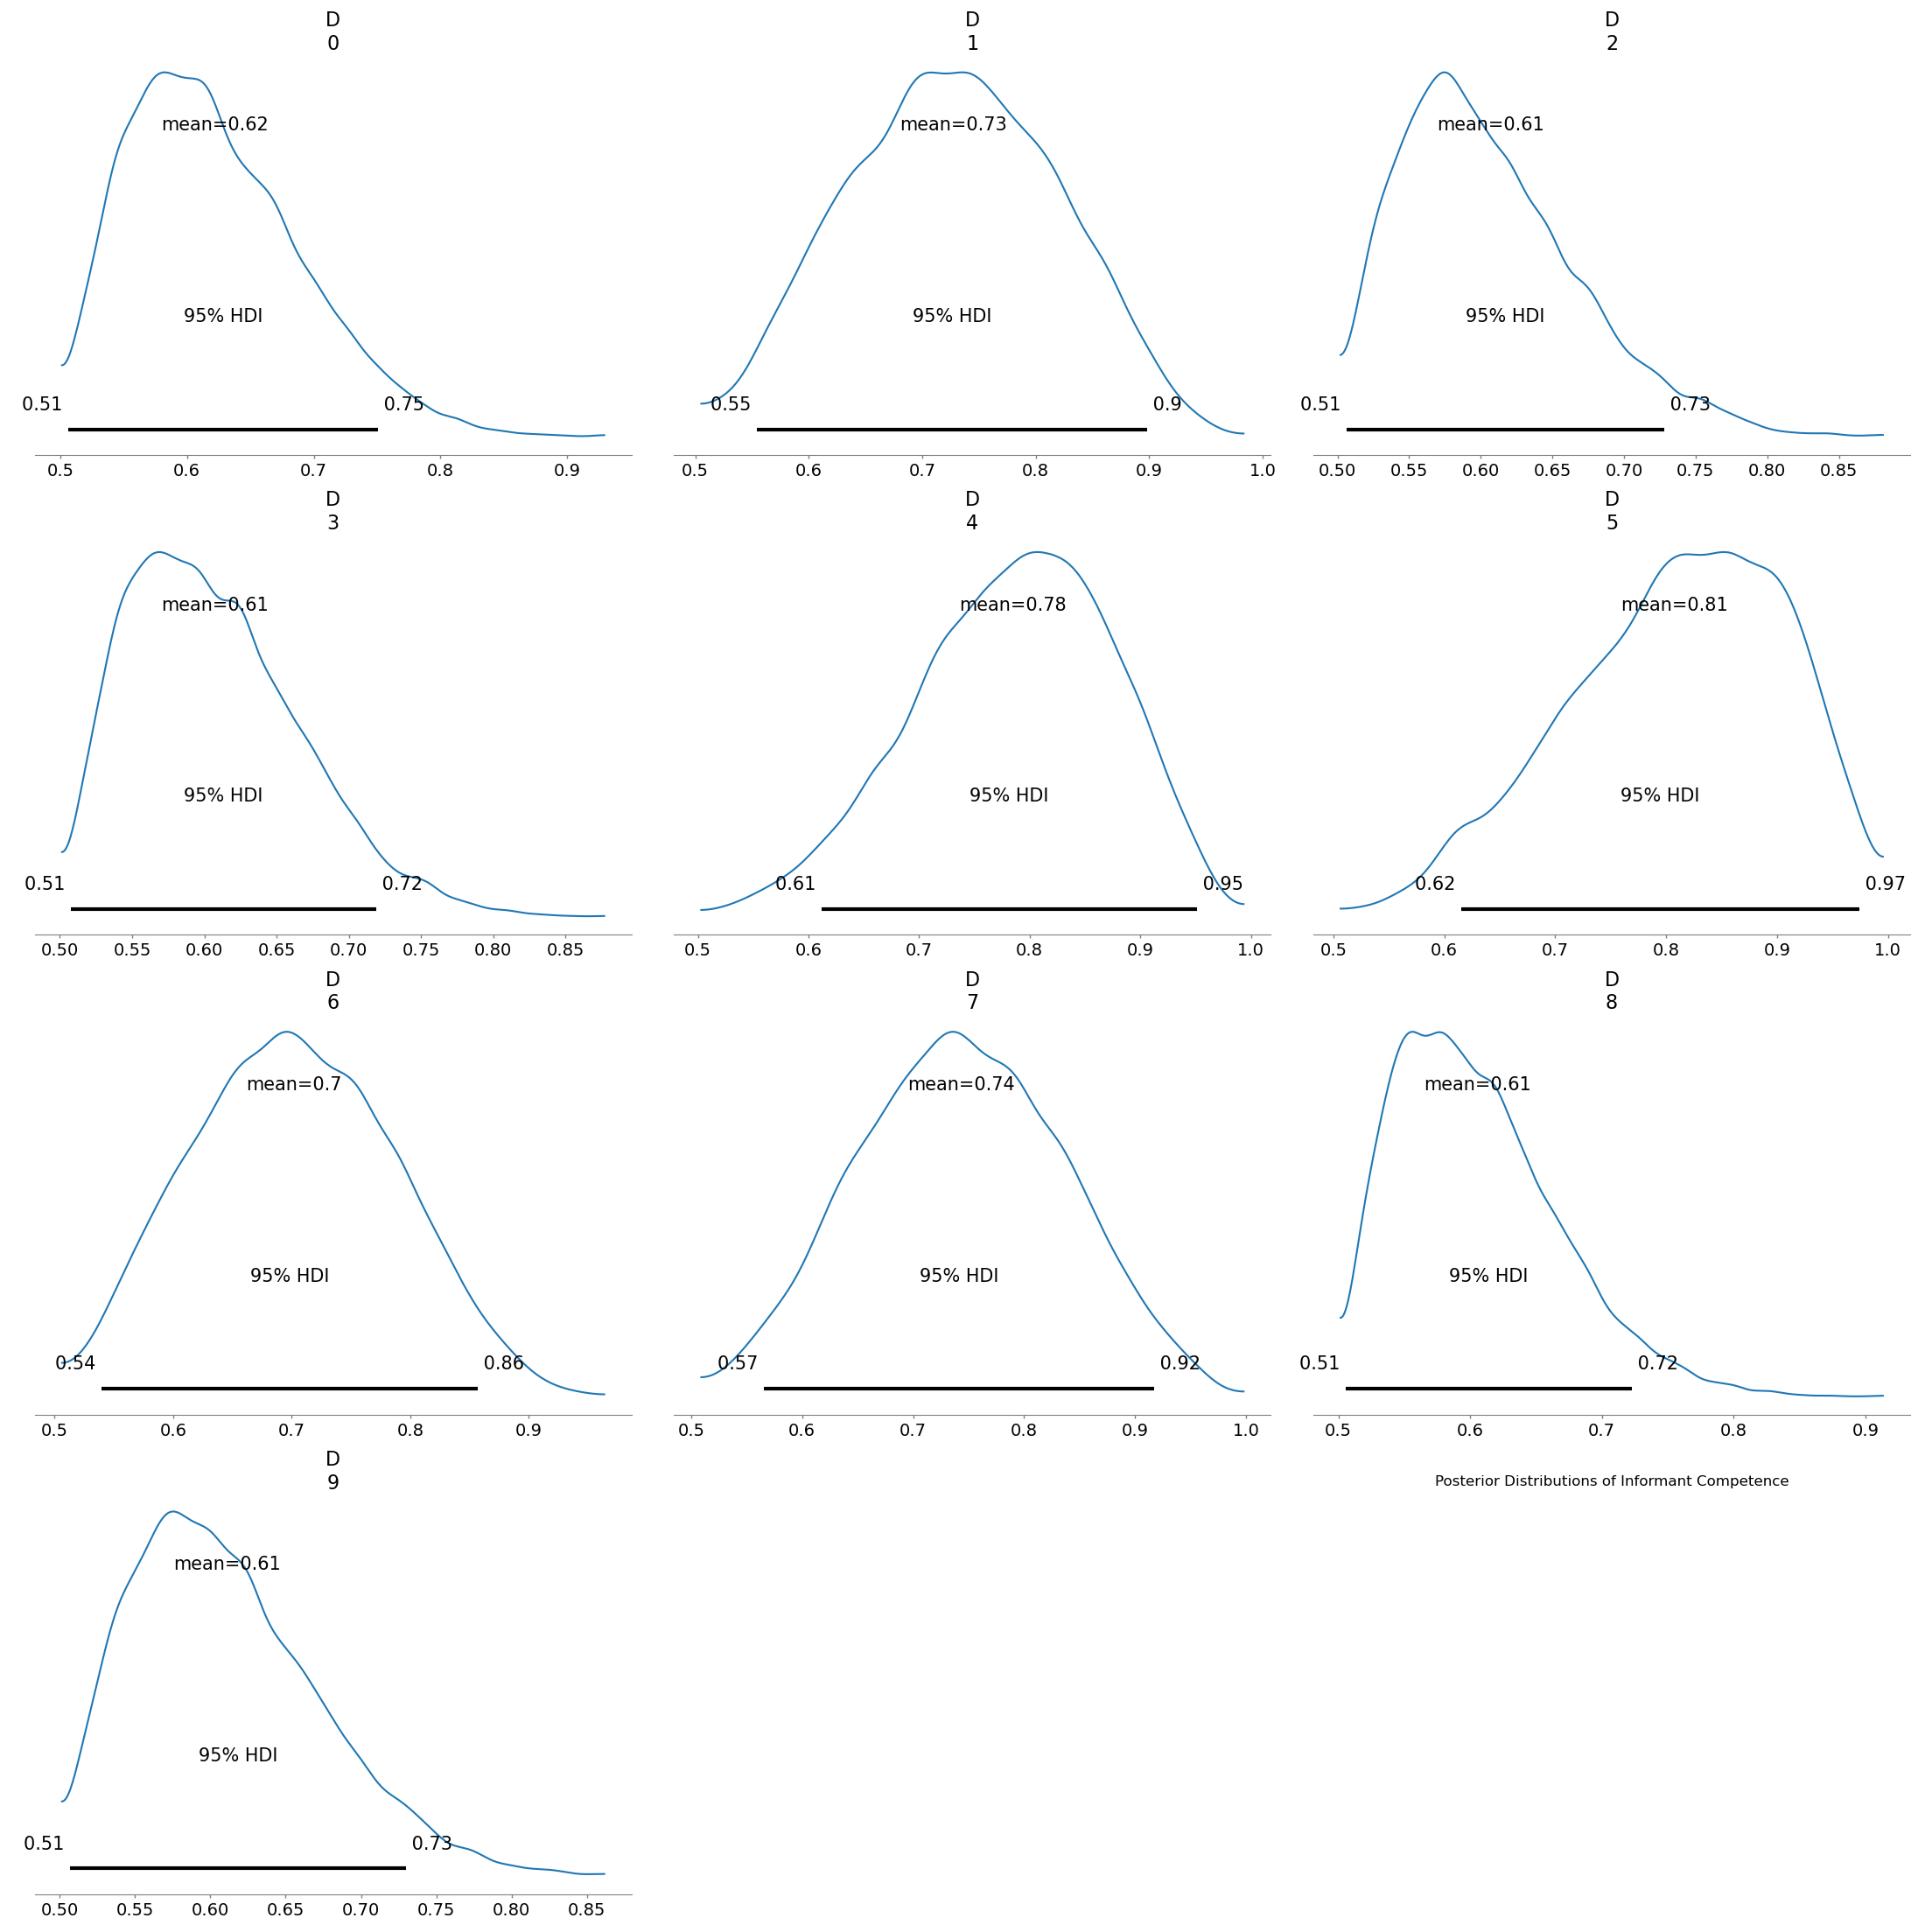 D
0
mean=0.62
95% HDI
0.51
0.75
0.5 0.6 0.7 0.8 0.9
D
1
mean=0.73
95% HDI
0.55
0.9
0.5 0.6 0.7 0.8 0.9 1.0
D
2
mean=0.61
95% HDI
0.51
0.73
0.50 0.55 0.60 0.65 0.70 0.75 0.80 0.85
D
3
mean=0.61
95% HDI
0.51
0.72
0.50 0.55 0.60 0.65 0.70 0.75 0.80 0.85
D
4
mean=0.78
95% HDI
0.61
0.95
0.5 0.6 0.7 0.8 0.9 1.0
D
5
mean=0.81
95% HDI
0.62
0.97
0.5 0.6 0.7 0.8 0.9 1.0
D
6
mean=0.7
95% HDI
0.54
0.86
0.5 0.6 0.7 0.8 0.9
D
7
mean=0.74
95% HDI
0.57
0.92
0.5 0.6 0.7 0.8 0.9 1.0
D
8
mean=0.61
95% HDI
0.51
0.72
0.5 0.6 0.7 0.8 0.9
D
9
mean=0.61
95% HDI
0.51
0.73
0.50 0.55 0.60 0.65 0.70 0.75 0.80 0.85
Posterior Distributions of Informant Competence